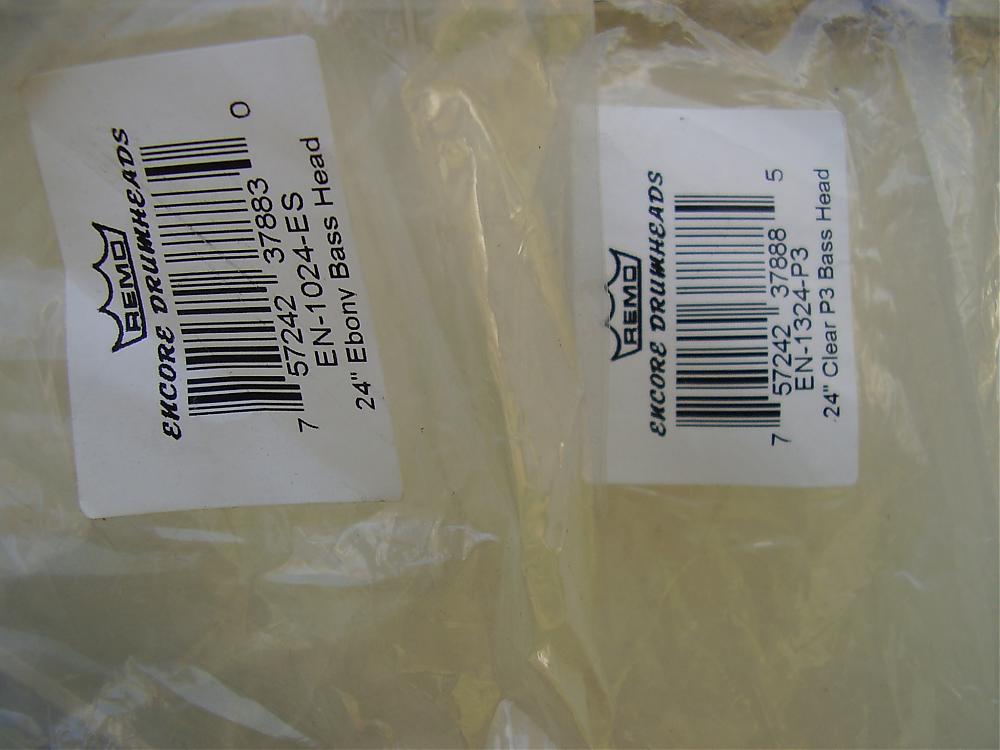 REMO
ENCORE DRUMHEADS
7 57242 37883 0
EN-1024-ES
24" Ebony Bass Head
REMO
ENCORE DRUMHEADS
7 57242 37888 5
EN-1324-P3
24" Clear P3 Bass Head